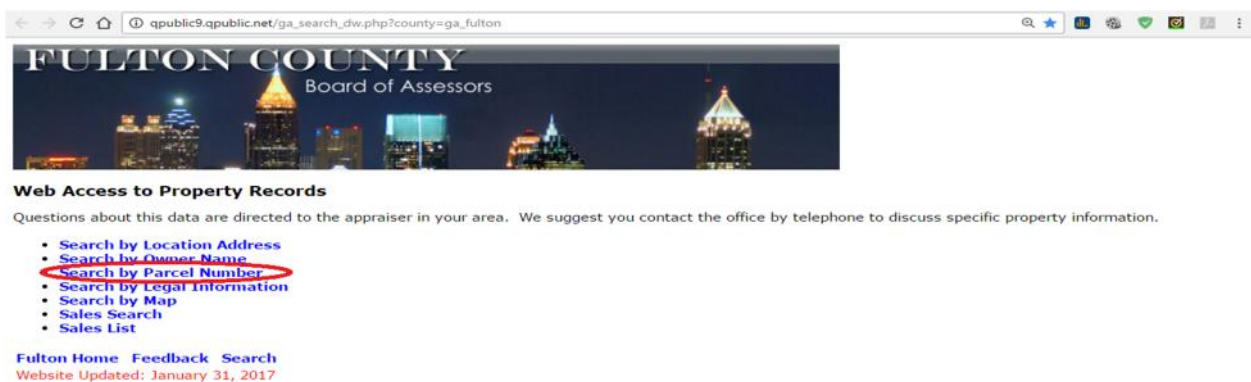 qpublic9.qpublic.net/ga_search_dw.php?county=ga_fulton
FULTON COUNTY
Board of Assessors
Web Access to Property Records
Questions about this data are directed to the appraiser in your area. We suggest you contact the office by telephone to discuss specific property information.
Search by Location Address
Search by Owner Name
Search by Parcel Number
Search by Legal Information
Search by Map
Sales Search
Sales List
Fulton Home Feedback Search
Website Updated: January 31, 2017